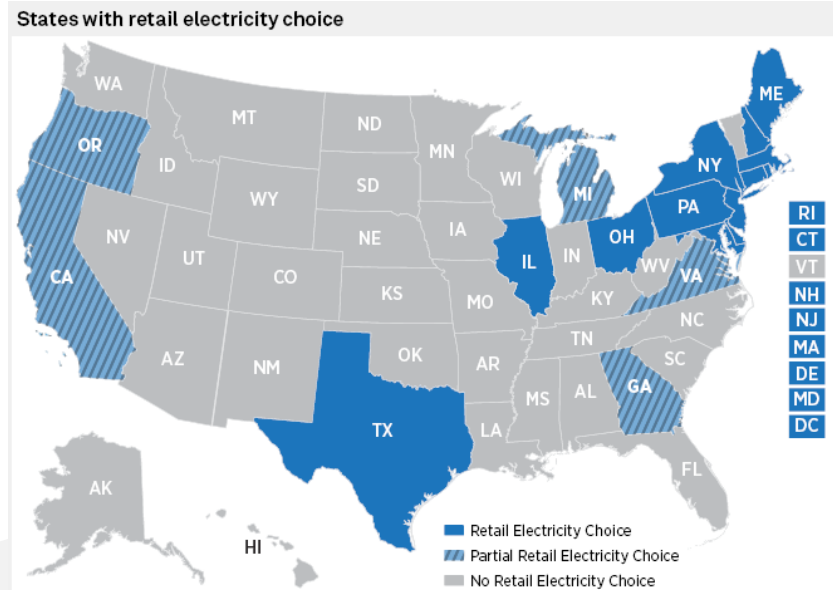 States with retail electricity choice
WA
MT
ND
MN
ME
OR
ID
SD
WI
MI
NY
WY
PA
IA
NE
OH
NV
UT
IL
IN
CO
WV
VA
CA
KS
MO
KY
NC
TN
AZ
NM
OK
AR
SC
MS
AL
GA
TX
LA
FL
AK
HI
RI
CT
VT
NH
NJ
MA
DE
MD
DC
Retail Electricity Choice
Partial Retail Electricity Choice
No Retail Electricity Choice